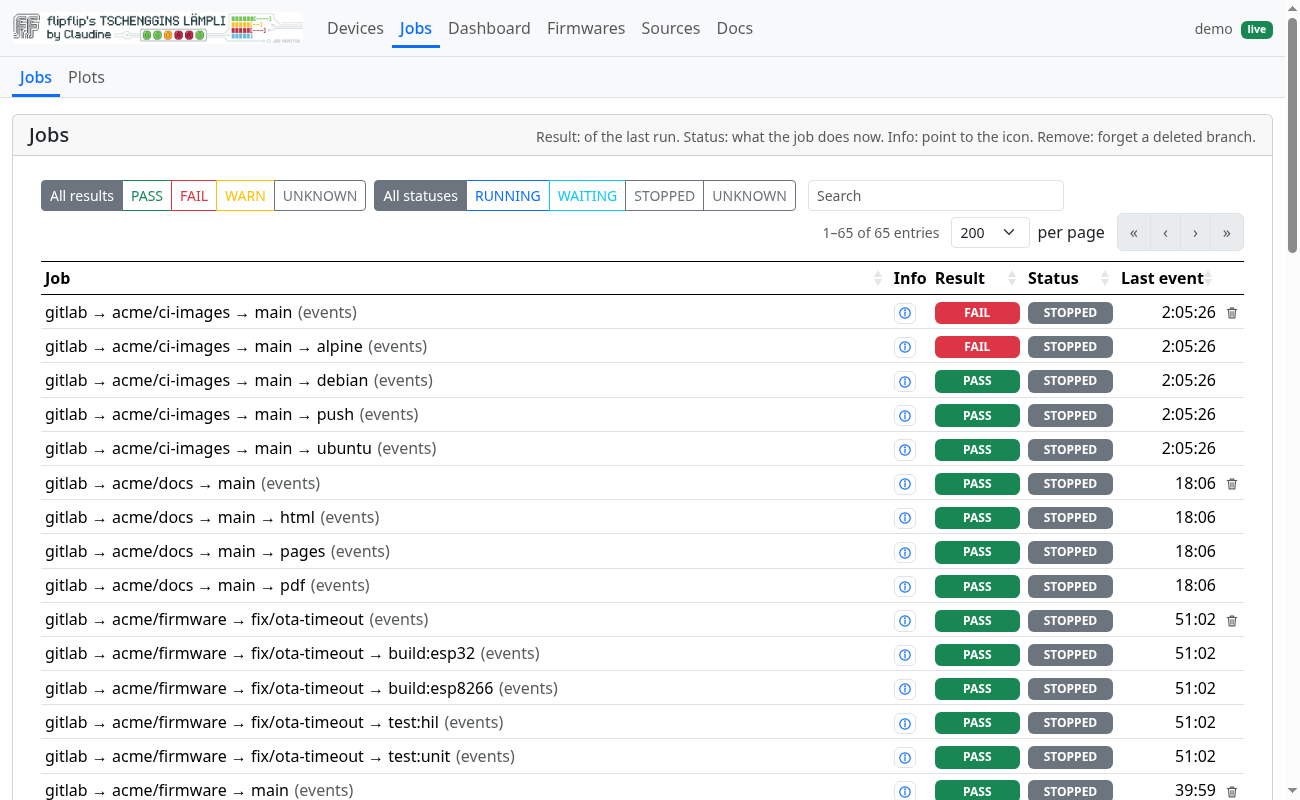 flipflip's TSCHENGGINS LÄMPLI
by Claudine
Devices Jobs Dashboard Firmwares Sources Docs
demo live
Jobs Plots
Jobs
Result: of the last run. Status: what the job does now. Info: point to the icon. Remove: forget a deleted branch.
All results PASS FAIL WARN UNKNOWN All statuses RUNNING WAITING STOPPED UNKNOWN Search
1–65 of 65 entries 200 per page « ‹ › »
Job Info Result Status Last event
gitlab → acme/ci-images → main (events) FAIL STOPPED 2:05:26
gitlab → acme/ci-images → main → alpine (events) FAIL STOPPED 2:05:26
gitlab → acme/ci-images → main → debian (events) PASS STOPPED 2:05:26
gitlab → acme/ci-images → main → push (events) PASS STOPPED 2:05:26
gitlab → acme/ci-images → main → ubuntu (events) PASS STOPPED 2:05:26
gitlab → acme/docs → main (events) PASS STOPPED 18:06
gitlab → acme/docs → main → html (events) PASS STOPPED 18:06
gitlab → acme/docs → main → pages (events) PASS STOPPED 18:06
gitlab → acme/docs → main → pdf (events) PASS STOPPED 18:06
gitlab → acme/firmware → fix/ota-timeout (events) PASS STOPPED 51:02
gitlab → acme/firmware → fix/ota-timeout → build:esp32 (events) PASS STOPPED 51:02
gitlab → acme/firmware → fix/ota-timeout → build:esp8266 (events) PASS STOPPED 51:02
gitlab → acme/firmware → fix/ota-timeout → test:hil (events) PASS STOPPED 51:02
gitlab → acme/firmware → fix/ota-timeout → test:unit (events) PASS STOPPED 51:02
gitlab → acme/firmware → main (events) PASS STOPPED 39:59